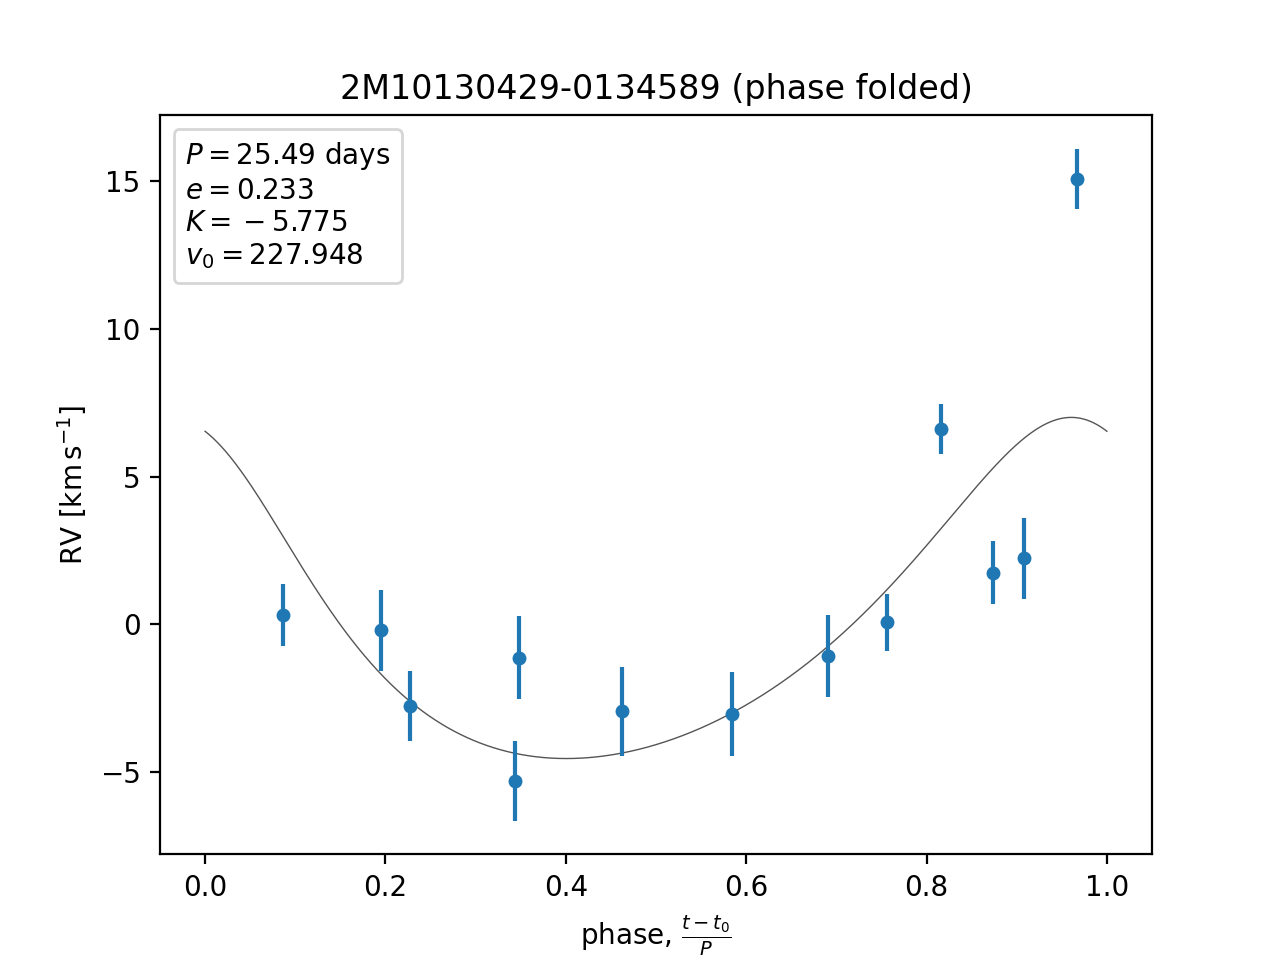 2M10130429-0134589 (phase folded)
P = 25.49 days
e = 0.233
K = −5.775
v₀ = 227.948
15
10
5
0
−5
RV [km s⁻¹]
0.0 0.2 0.4 0.6 0.8 1.0
phase, (t − t₀)/P